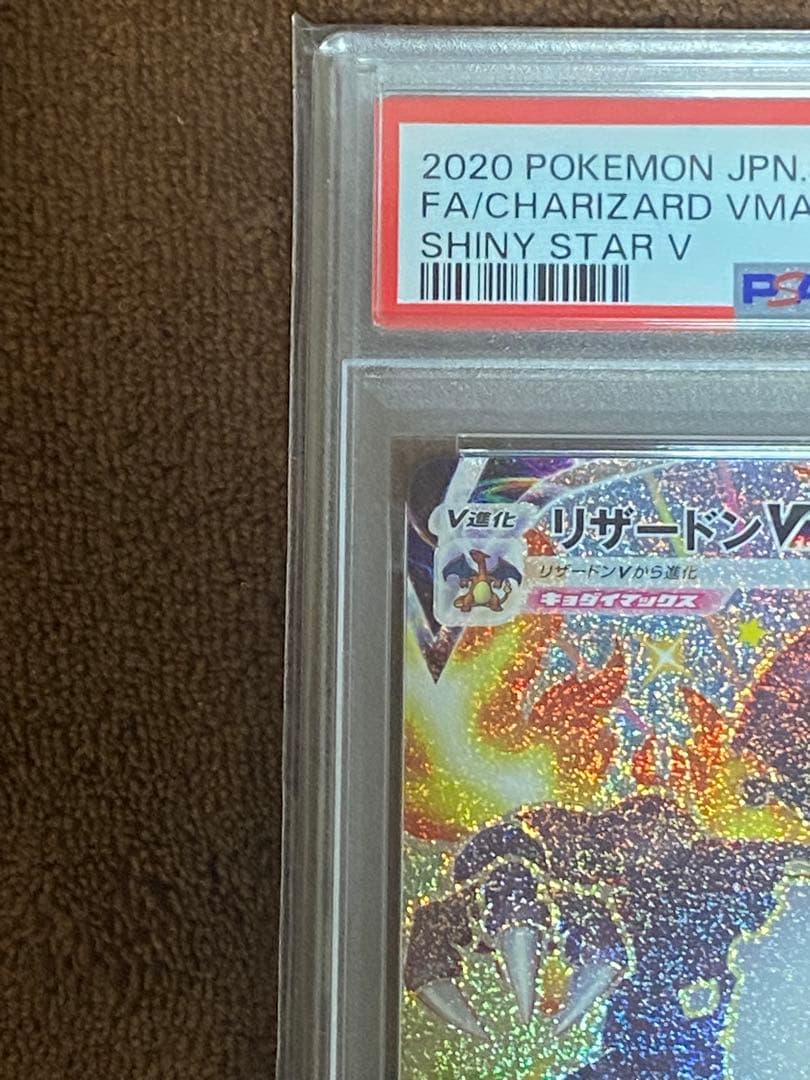 2020 POKEMON JPN.
FA/CHARIZARD VMA
SHINY STAR V
PSA
V進化
リザードンV
リザードンVから進化
キョダイマックス